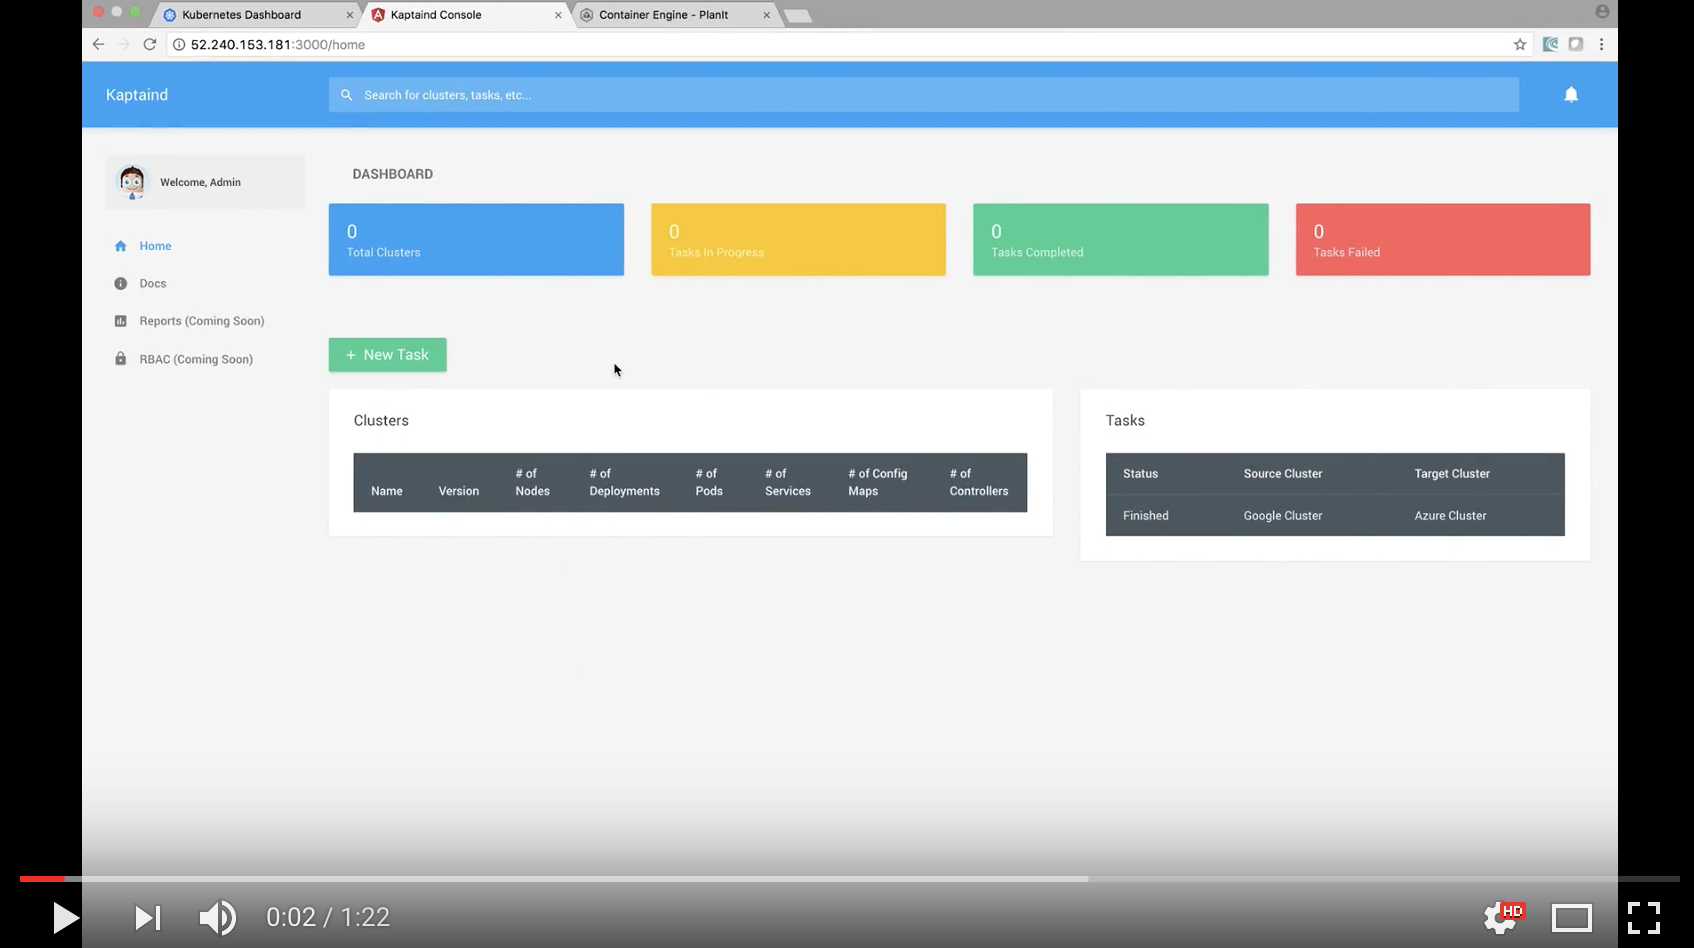 Kubernetes Dashboard
Kaptaind Console
Container Engine - PlanIt
52.240.153.181:3000/home
Kaptaind
Search for clusters, tasks, etc...
Welcome, Admin
Home
Docs
Reports (Coming Soon)
RBAC (Coming Soon)
DASHBOARD
0
Total Clusters
0
Tasks In Progress
0
Tasks Completed
0
Tasks Failed
+ New Task
Clusters
Name
Version
# of
Nodes
# of
Deployments
# of
Pods
# of
Services
# of Config
Maps
# of
Controllers
Tasks
Status Source Cluster Target Cluster
Finished Google Cluster Azure Cluster
0:02 / 1:22
HD